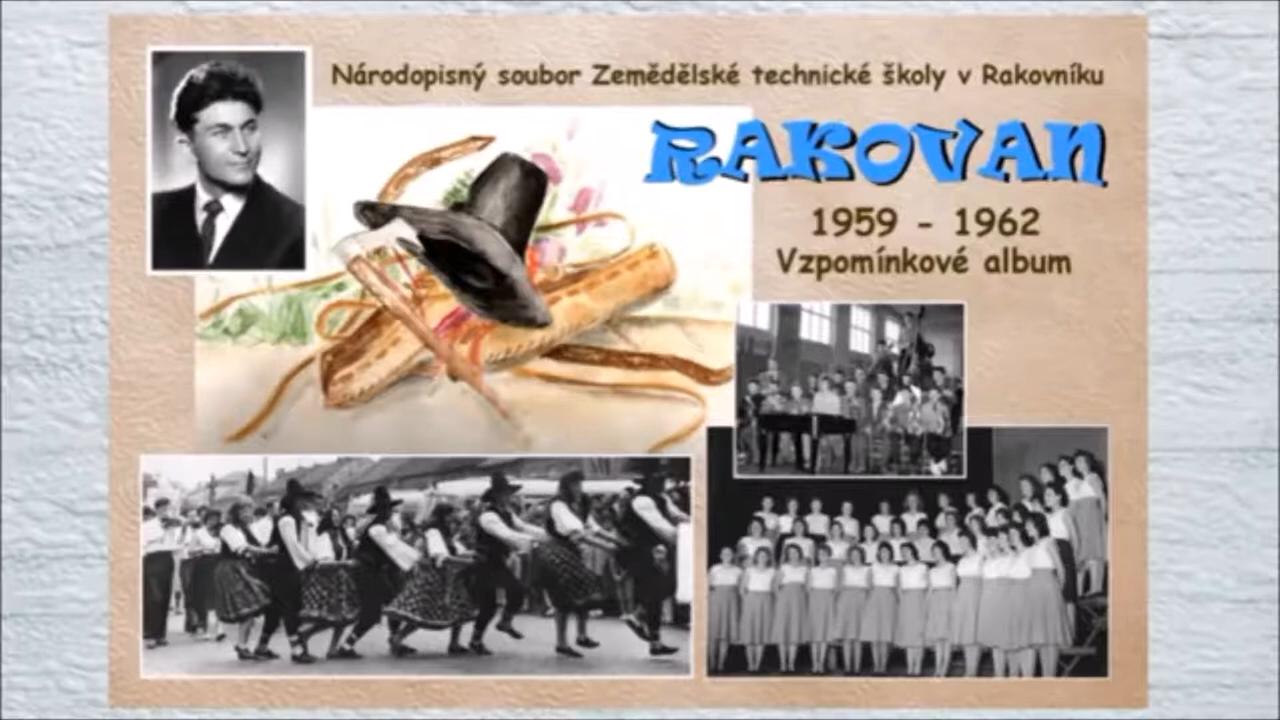 Národopisný soubor Zemědělské technické školy v Rakovníku
RAKOVAN
1959 - 1962
Vzpomínkové album